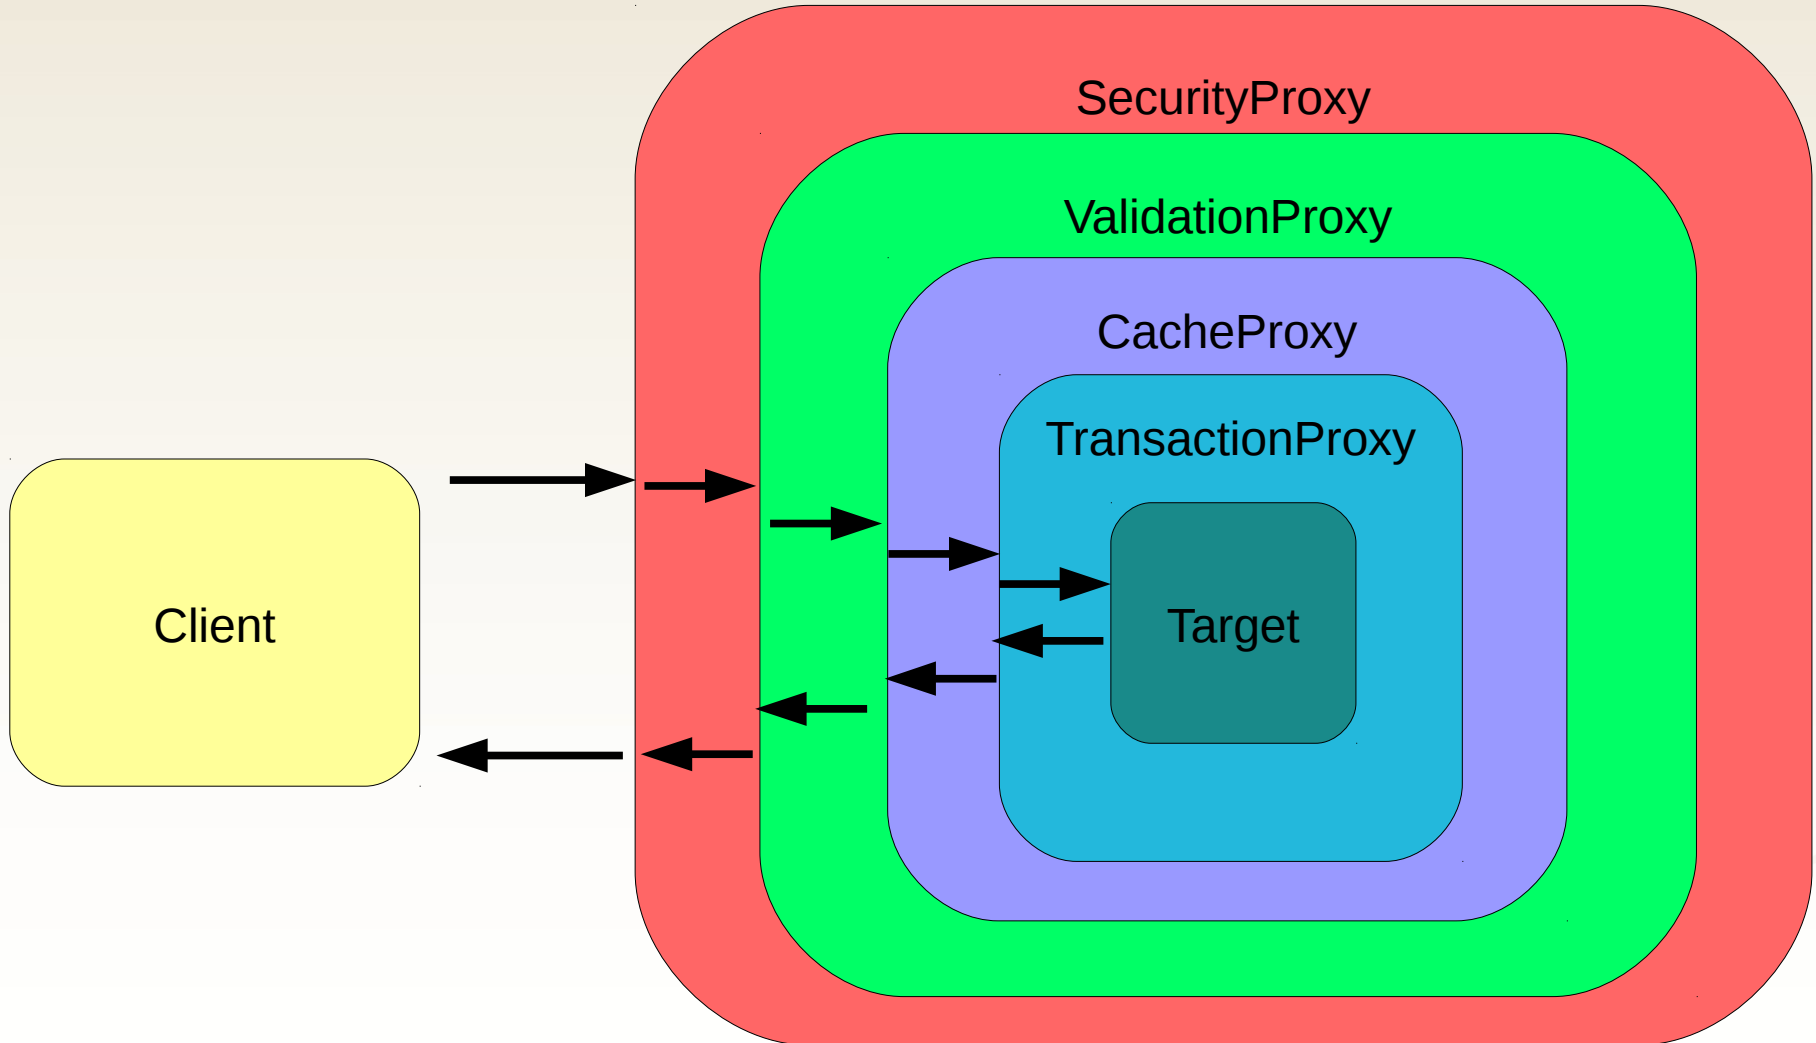 SecurityProxy
ValidationProxy
CacheProxy
TransactionProxy
Client
Target